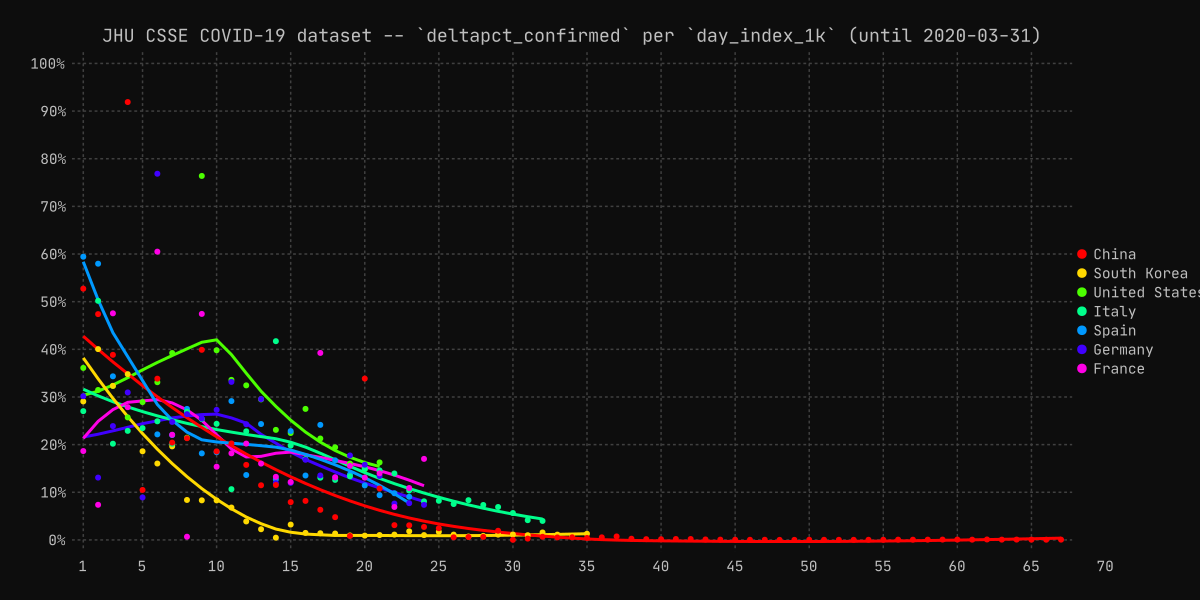 JHU CSSE COVID-19 dataset -- `deltapct_confirmed` per `day_index_1k` (until 2020-03-31)
100%
90%
80%
70%
60%
50%
40%
30%
20%
10%
0%
1 5 10 15 20 25 30 35 40 45 50 55 60 65 70
China
South Korea
United States
Italy
Spain
Germany
France